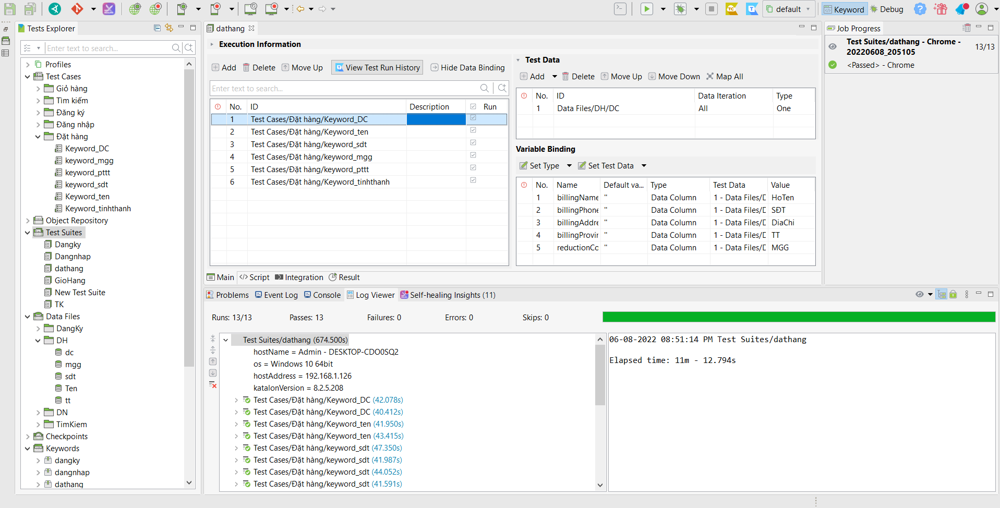 default
Keyword
Debug
Tests Explorer
Enter text to search...
Profiles
Test Cases
Giỏ hàng
Tìm kiếm
Đăng ký
Đăng nhập
Đặt hàng
Keyword_DC
keyword_mgg
keyword_pttt
keyword_sdt
Keyword_ten
Keyword_tinhthanh
Object Repository
Test Suites
Dangky
Dangnhap
dathang
GioHang
New Test Suite
TK
Data Files
DangKy
DH
dc
mgg
sdt
Ten
tt
DN
TimKiem
Checkpoints
Keywords
dangky
dangnhap
dathang
dathang
Execution Information
Add Delete Move Up View Test Run History Hide Data Binding
Enter text to search...
No. ID Description Run
1 Test Cases/Đặt hàng/Keyword_DC
2 Test Cases/Đặt hàng/Keyword_ten
3 Test Cases/Đặt hàng/keyword_sdt
4 Test Cases/Đặt hàng/keyword_mgg
5 Test Cases/Đặt hàng/keyword_pttt
6 Test Cases/Đặt hàng/Keyword_tinhthanh
Main Script Integration Result
Test Data
Add Delete Move Up Move Down Map All
No. ID Data Iteration Type
1 Data Files/DH/DC All One
Variable Binding
Set Type Set Test Data
No. Name Default va... Type Test Data Value
1 billingName '' Data Column 1 - Data Files/D HoTen
2 billingPhone '' Data Column 1 - Data Files/D SĐT
3 billingAddre '' Data Column 1 - Data Files/D DiaChi
4 billingProvin '' Data Column 1 - Data Files/D TT
5 reductionCo '' Data Column 1 - Data Files/D MGG
Job Progress
Test Suites/dathang - Chrome - 20220608_205105 13/13
<Passed> - Chrome
Problems Event Log Console Log Viewer Self-healing Insights (11)
Runs: 13/13 Passes: 13 Failures: 0 Errors: 0 Skips: 0
Test Suites/dathang (674.500s)
hostName = Admin - DESKTOP-CDO0SQ2
os = Windows 10 64bit
hostAddress = 192.168.1.126
katalonVersion = 8.2.5.208
Test Cases/Đặt hàng/Keyword_DC (42.078s)
Test Cases/Đặt hàng/Keyword_DC (40.412s)
Test Cases/Đặt hàng/Keyword_ten (41.950s)
Test Cases/Đặt hàng/Keyword_ten (43.415s)
Test Cases/Đặt hàng/keyword_sdt (47.350s)
Test Cases/Đặt hàng/keyword_sdt (41.987s)
Test Cases/Đặt hàng/keyword_sdt (44.052s)
Test Cases/Đặt hàng/keyword_sdt (41.591s)
06-08-2022 08:51:14 PM Test Suites/dathang
Elapsed time: 11m - 12.794s